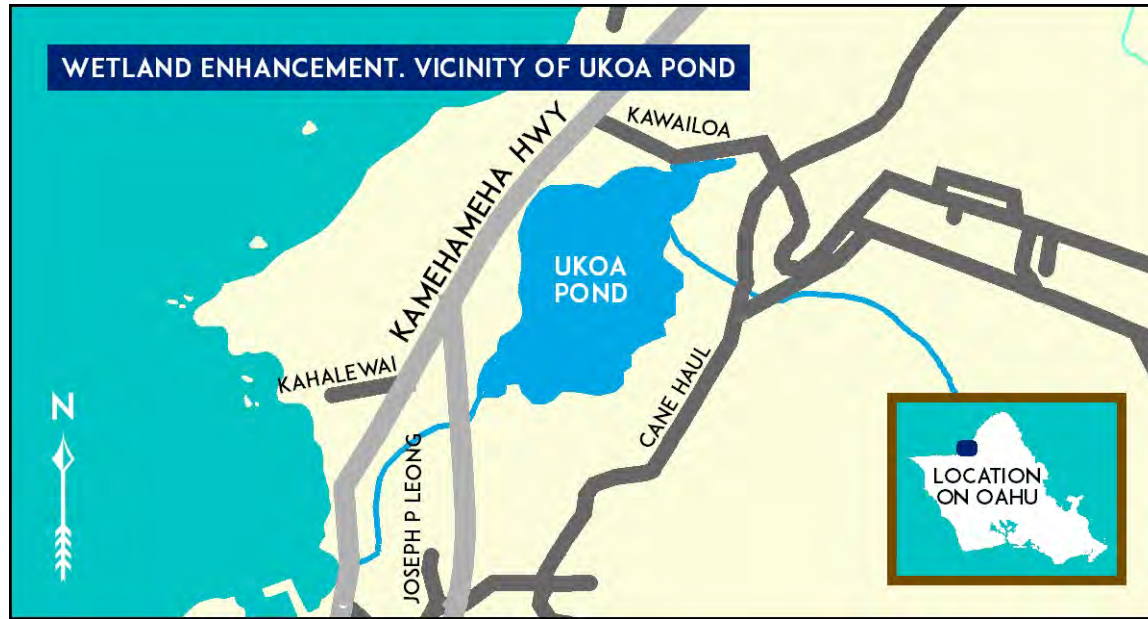 WETLAND ENHANCEMENT. VICINITY OF UKOA POND
KAWAILOA
KAMEHAMEHA HWY
UKOA
POND
KAHALEWAI
CANE HAUL
N
JOSEPH P LEONG
LOCATION
ON OAHU